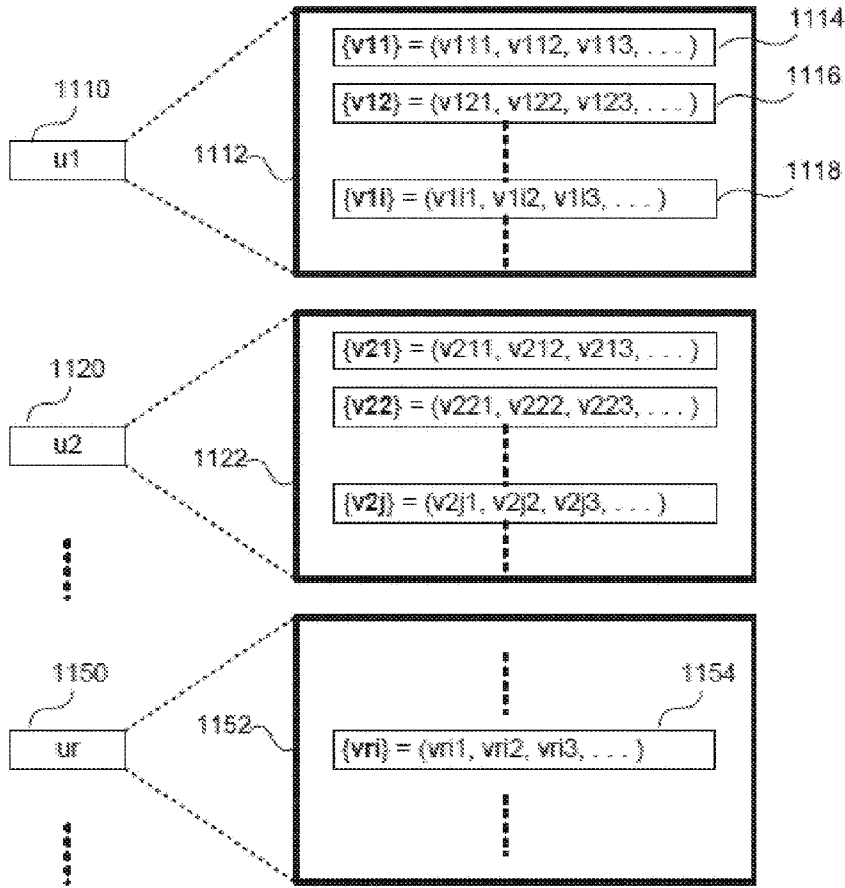 {v11} = (v111, v112, v113, . . . )
1114
1110
{v12} = (v121, v122, v123, . . . )
1116
u1
1112
{v1i} = (v1i1, v1i2, v1i3, . . . )
1118
{v21} = (v211, v212, v213, . . . )
1120
{v22} = (v221, v222, v223, . . . )
u2
1122
{v2j} = (v2j1, v2j2, v2j3, . . . )
1150
1154
ur
1152
{vri} = (vri1, vri2, vri3, . . . )